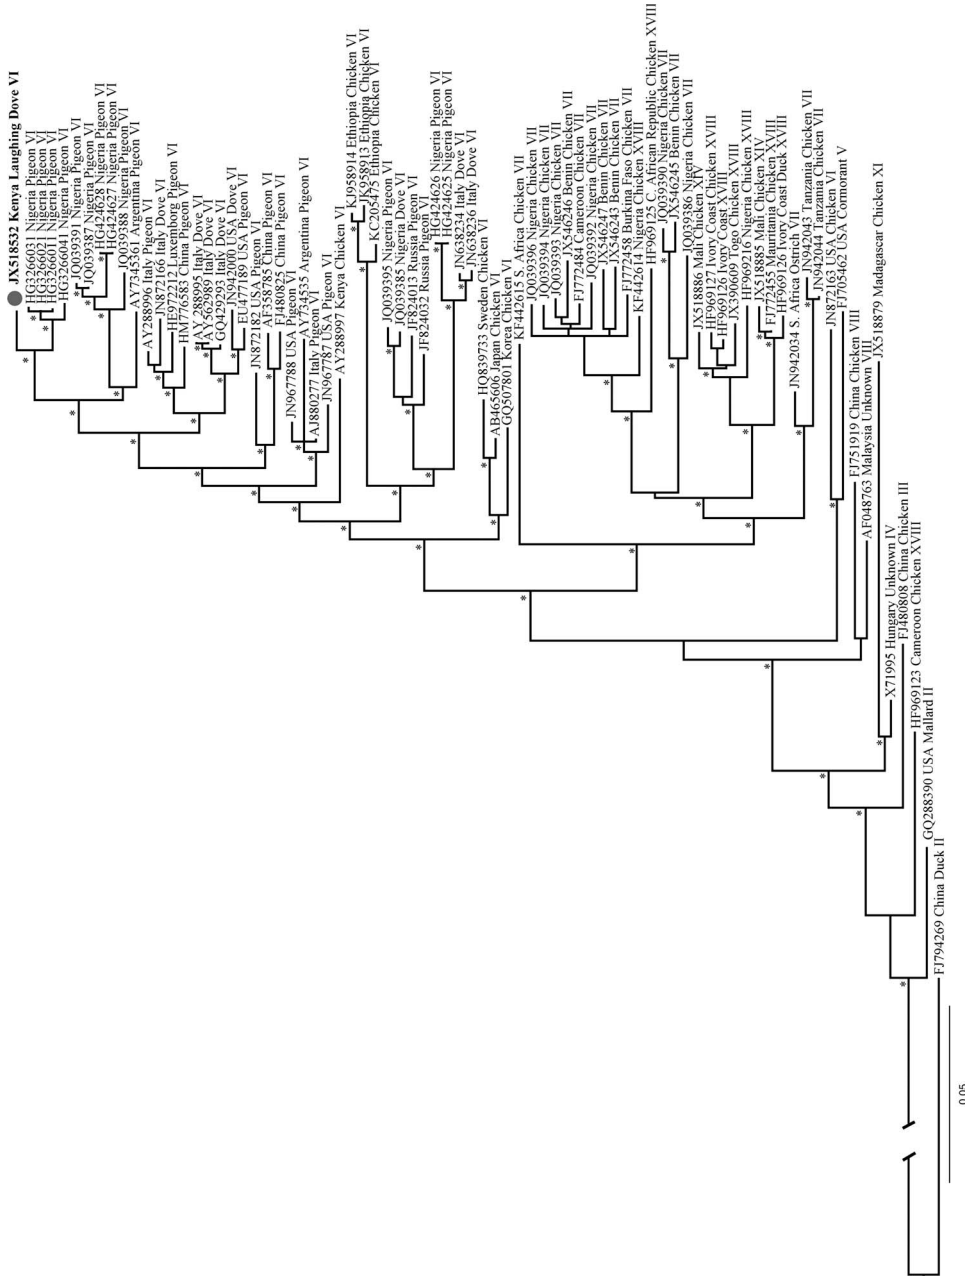 JX518532 Kenya Laughing Dove VI
HG3266031 Nigeria Pigeon VI
HG3266021 Nigeria Pigeon VI
HG3266011 Nigeria Pigeon VI
HG3266041 Nigeria Pigeon VI
JQ039391 Nigeria Pigeon VI
JQ039387 Nigeria Pigeon VI
HG424628 Nigeria Pigeon VI
HG424627 Nigeria Pigeon VI
JQ039388 Nigeria Pigeon VI
AY7345361 Argentina Pigeon VI
AY288996 Italy Pigeon VI
JN872166 Italy Dove VI
HE972212 Luxemborg Pigeon VI
HM776583 China Pigeon VI
AY 288995 Italy Dove VI
AY562989 Italy Dove VI
GQ429293 Italy Dove VI
JN942000 USA Dove VI
EU477189 USA Pigeon VI
JN872182 USA Pigeon VI
AF358785 China Pigeon VI
FJ480825 China Pigeon VI
JN967788 USA Pigeon VI
AY734535 Argentina Pigeon VI
AJ880277 Italy Pigeon VI
JN967787 USA Pigeon VI
AY288997 Kenya Chicken VI
KJ958914 Ethiopia Chicken VI
JK958913 Ethiopia Chicken VI
KC205475 Ethiopia Chicken VI
JQ039395 Nigeria Pigeon VI
JQ039385 Nigeria Dove VI
JF824013 Russia Pigeon VI
JF824032 Russia Pigeon VI
HG424626 Nigeria Pigeon VI
HG424625 Nigeria Pigeon VI
JN638234 Italy Dove VI
JN638236 Italy Dove VI
HQ839733 Sweden Chicken VI
AB465606 Japan Chicken VI
GQ507801 Korea Chicken VI
KF442615 S. Africa Chicken VII
JQ039396 Nigeria Chicken VII
JQ039394 Nigeria Chicken VII
JQ039393 Nigeria Chicken VII
JX546246 Benin Chicken VII
FJ772484 Cameroon Chicken VII
JQ039392 Nigeria Chicken VII
JX546247 Benin Chicken VII
JX546243 Benin Chicken VII
FJ772458 Burkina Faso Chicken VII
KF442614 Nigeria Chicken XVIII
HF969125 C. African Republic Chicken XVIII
JQ039390 Nigeria Chicken VII
JX546245 Benin Chicken VII
JQ039386 Nigeria Chicken VII
JX518886 Mali Chicken XVIII
HF969127 Ivory Coast Chicken XVIII
HF969126 Ivory Coast XVIII
JX390609 Togo Chicken XVIII
HF969216 Nigeria Chicken XVIII
JX518885 Mali Chicken XIV
FJ772455 Mauritania Chicken XVIII
HF969126 Ivory Coast Duck XVIII
JN942034 S. Africa Ostrich VII
JN942043 Tanzania Chicken VII
JN942044 Tanzania Chicken VII
JN872163 USA Chicken V
FJ705462 USA Cormorant V
FJ751919 China Chicken VIII
AF048763 Malaysia Unknown VIII
JX518879 Madagascar Chicken XI
X71995 Hungary Unknown IV
FJ480808 China Chicken III
HF969123 Cameroon Chicken XVIII
GQ288390 USA Mallard II
FJ794269 China Duck II
0.05